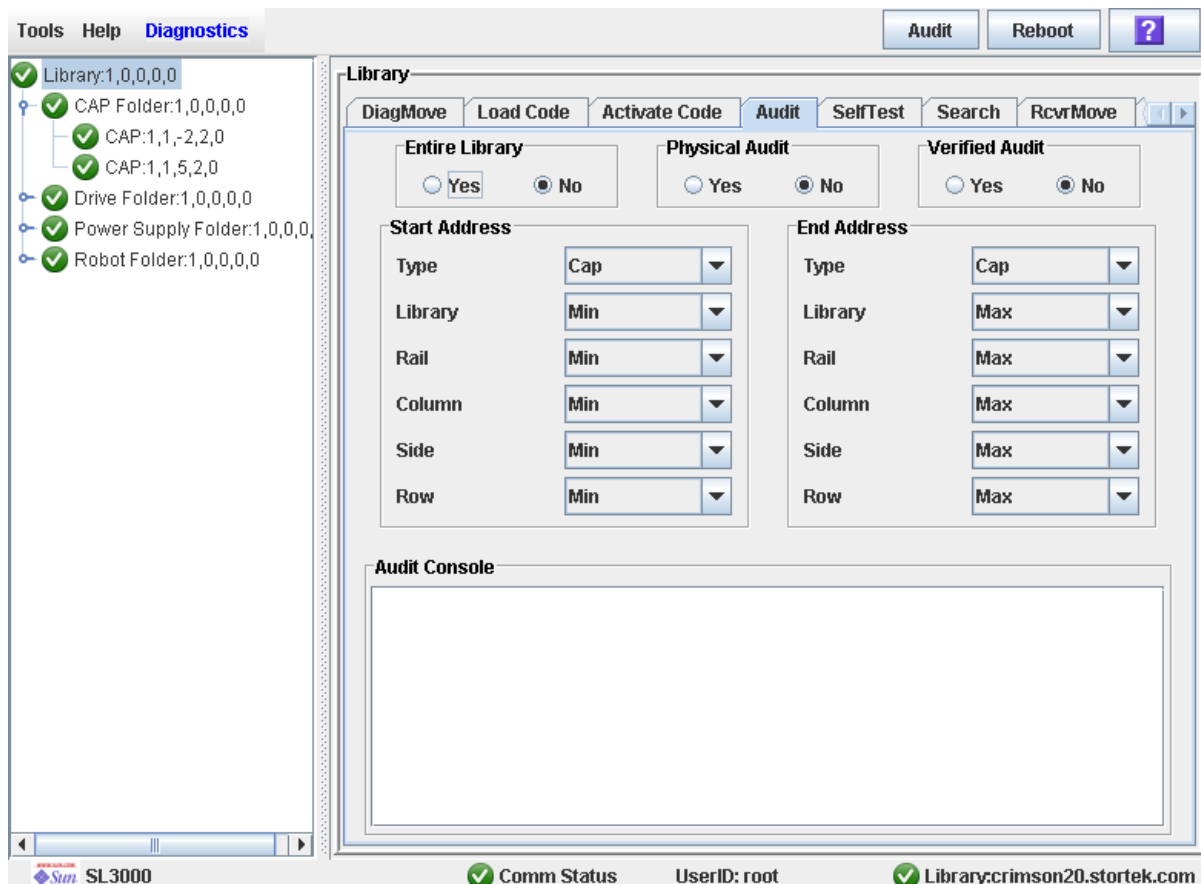 Tools Help Diagnostics Audit Reboot ?
Library:1,0,0,0,0
CAP Folder:1,0,0,0,0
CAP:1,1,-2,2,0
CAP:1,1,5,2,0
Drive Folder:1,0,0,0,0
Power Supply Folder:1,0,0,0,
Robot Folder:1,0,0,0,0
Library
DiagMove Load Code Activate Code Audit SelfTest Search RcvrMove
Entire Library Physical Audit Verified Audit
Yes No Yes No Yes No
Start Address End Address
Type Cap Type Cap
Library Min Library Max
Rail Min Rail Max
Column Min Column Max
Side Min Side Max
Row Min Row Max
Audit Console
Sun SL3000 Comm Status UserID: root Library:crimson20.stortek.com